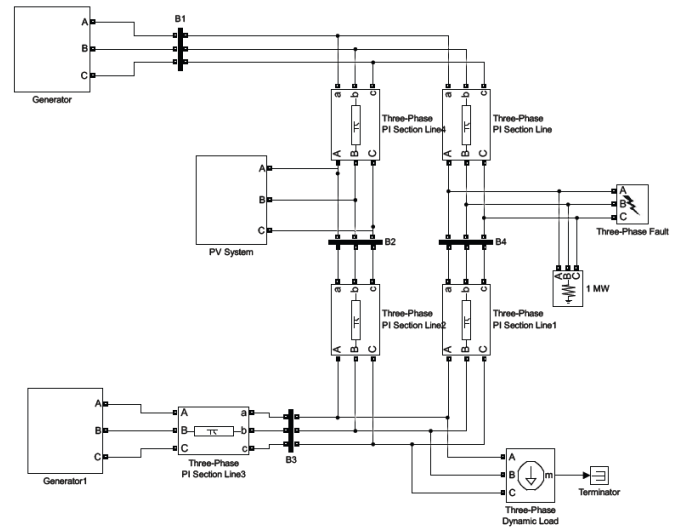 B1
A
B
C
Generator
a b c
a b c
Three-Phase
PI Section Line4
Three-Phase
PI Section Line
A B C
A B C
A
B
C
PV System
A
B
C
Three-Phase Fault
B2
B4
A B C
1 MW
a b c
a b c
Three-Phase
PI Section Line2
Three-Phase
PI Section Line1
A B C
A B C
A
B
C
Generator1
A a
B b
C c
Three-Phase
PI Section Line3
B3
A
B m
C
Three-Phase
Dynamic Load
Terminator